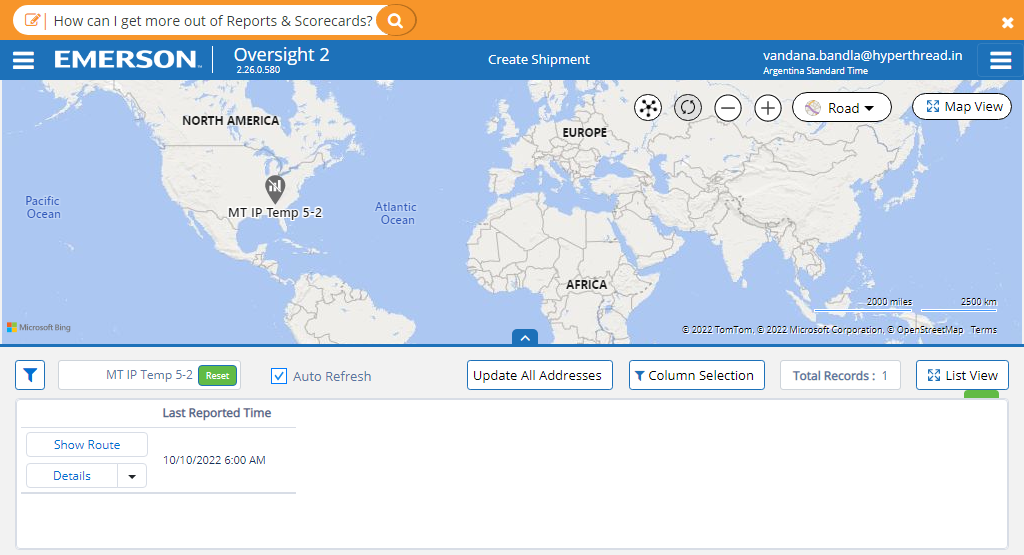 How can I get more out of Reports & Scorecards?
EMERSON
Oversight 2
2.26.0.580
Create Shipment
vandana.bandla@hyperthread.in
Argentina Standard Time
Road
Map View
NORTH AMERICA
EUROPE
Pacific
Ocean
MT IP Temp 5-2
Atlantic
Ocean
AFRICA
2000 miles
2500 km
Microsoft Bing
© 2022 TomTom, © 2022 Microsoft Corporation, © OpenStreetMap Terms
MT IP Temp 5-2
Reset
Auto Refresh
Update All Addresses
Column Selection
Total Records : 1
List View
Last Reported Time
Show Route
10/10/2022 6:00 AM
Details